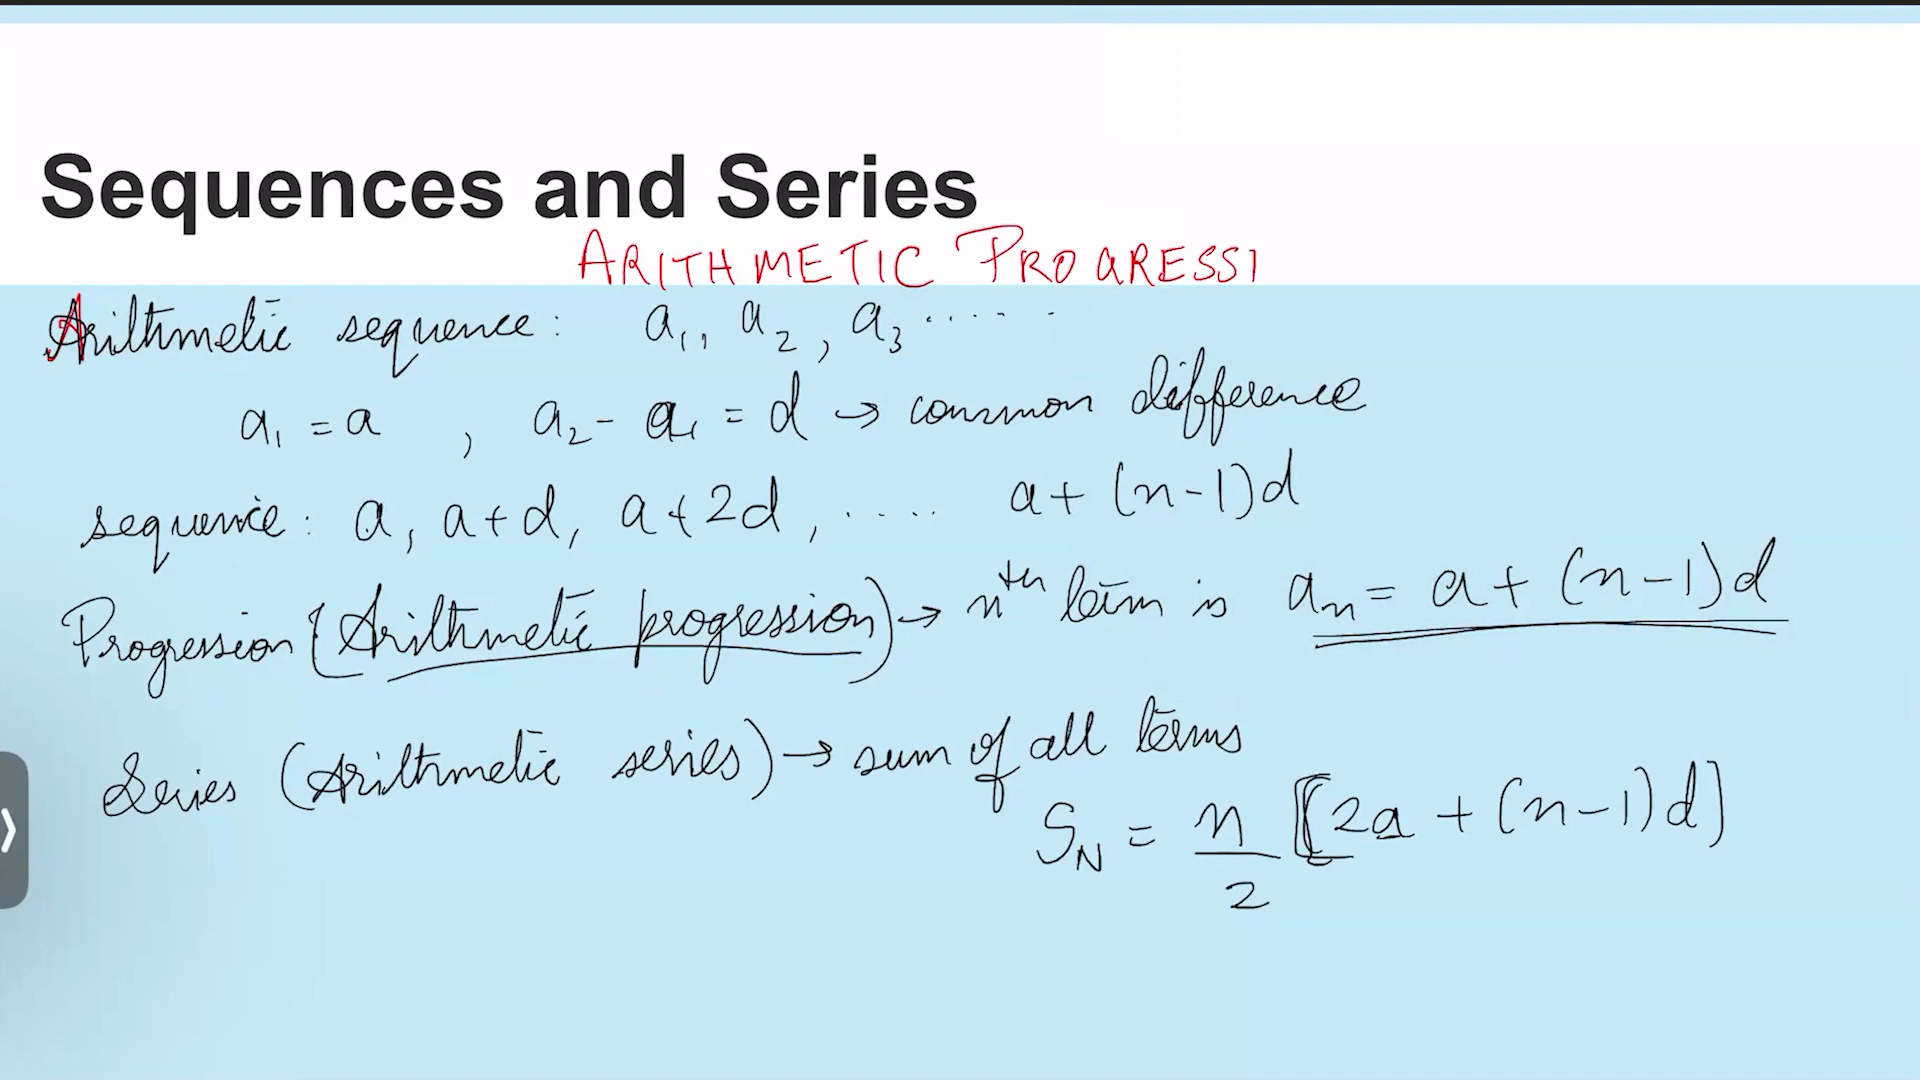 Sequences and Series
ARITHMETIC PROGRESSI
Arithmetic sequence: a₁, a₂, a₃ ......
a₁ = a , a₂ - a₁ = d → common difference
sequence: a, a+d, a+2d, ..... a + (n-1)d
Progression (Arithmetic progression) → nᵗʰ term is aₙ = a + (n-1)d
Series (Arithmetic series) → sum of all terms
S_N = n/2 [2a + (n-1)d]